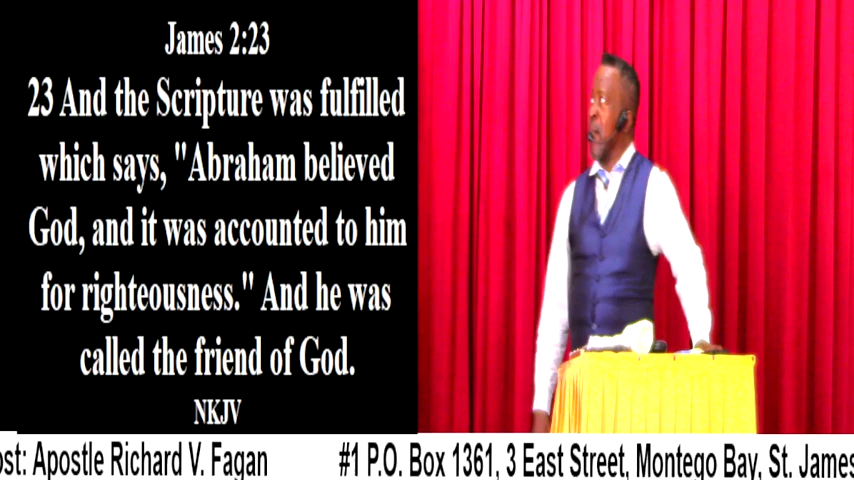 James 2:23
23 And the Scripture was fulfilled
which says, "Abraham believed
God, and it was accounted to him
for righteousness." And he was
called the friend of God.
NKJV
ost: Apostle Richard V. Fagan #1 P.O. Box 1361, 3 East Street, Montego Bay, St. James